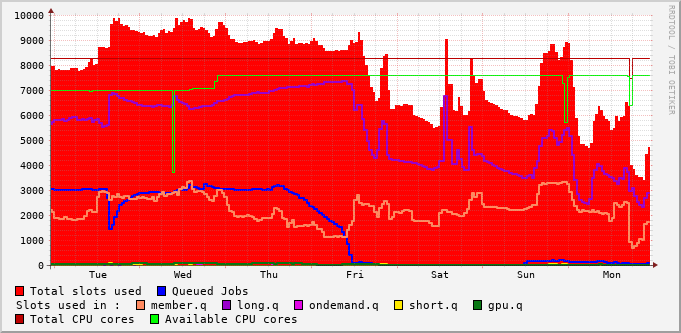 10000
9000
8000
7000
6000
5000
4000
3000
2000
1000
0
Tue Wed Thu Fri Sat Sun Mon
RRDTOOL / TOBI OETIKER
Total slots used Queued Jobs
Slots used in : member.q long.q ondemand.q short.q gpu.q
Total CPU cores Available CPU cores